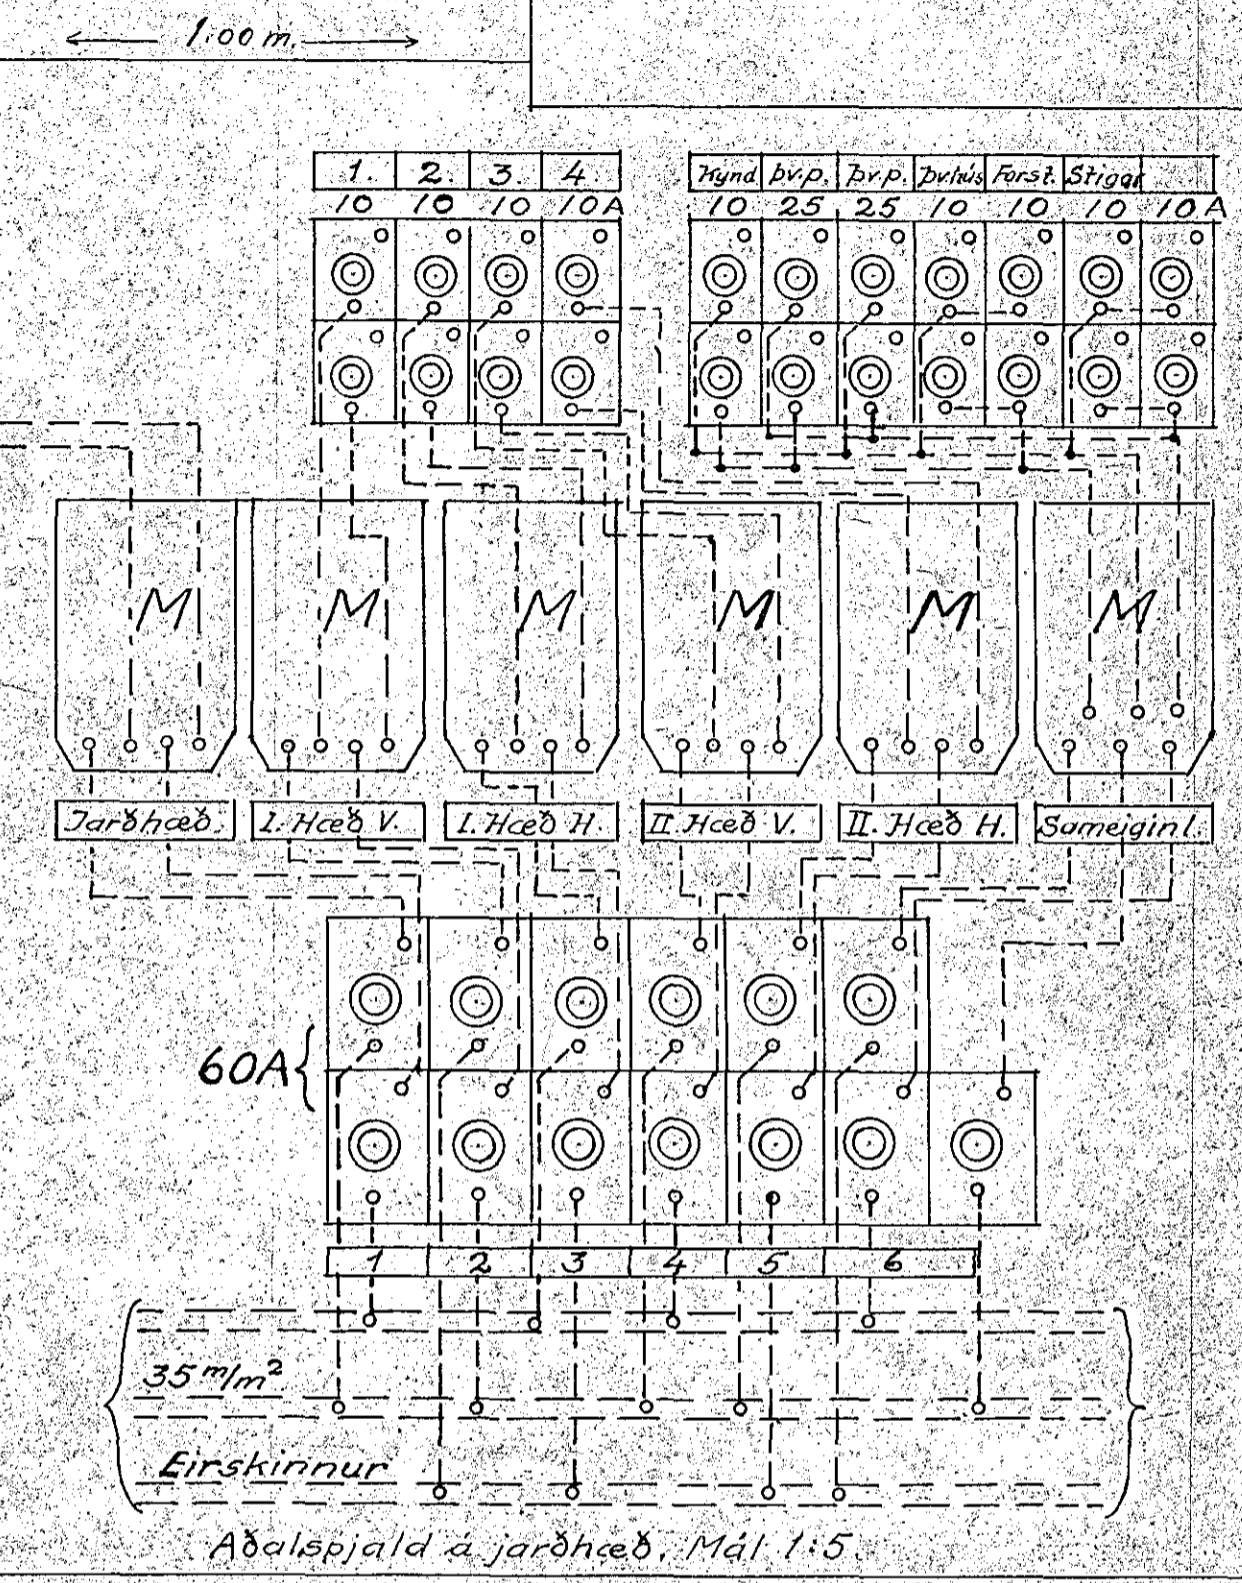 1.00 m.
1. 2. 3. 4.
10 10 10 10A
Kynd þv.p. þv.p. þv.hús Forst. Stigar
10 25 25 10 10 10 10A
M M M M M M
Jarðhæð. I. Hæð V. I. Hæð H. II Hæð V. II. Hæð H. Sameiginl.
60A
1 2 3 4 5 6
35 m/m²
Eirskinnur
Aðalspjald á jarðhæð. Mál 1:5.